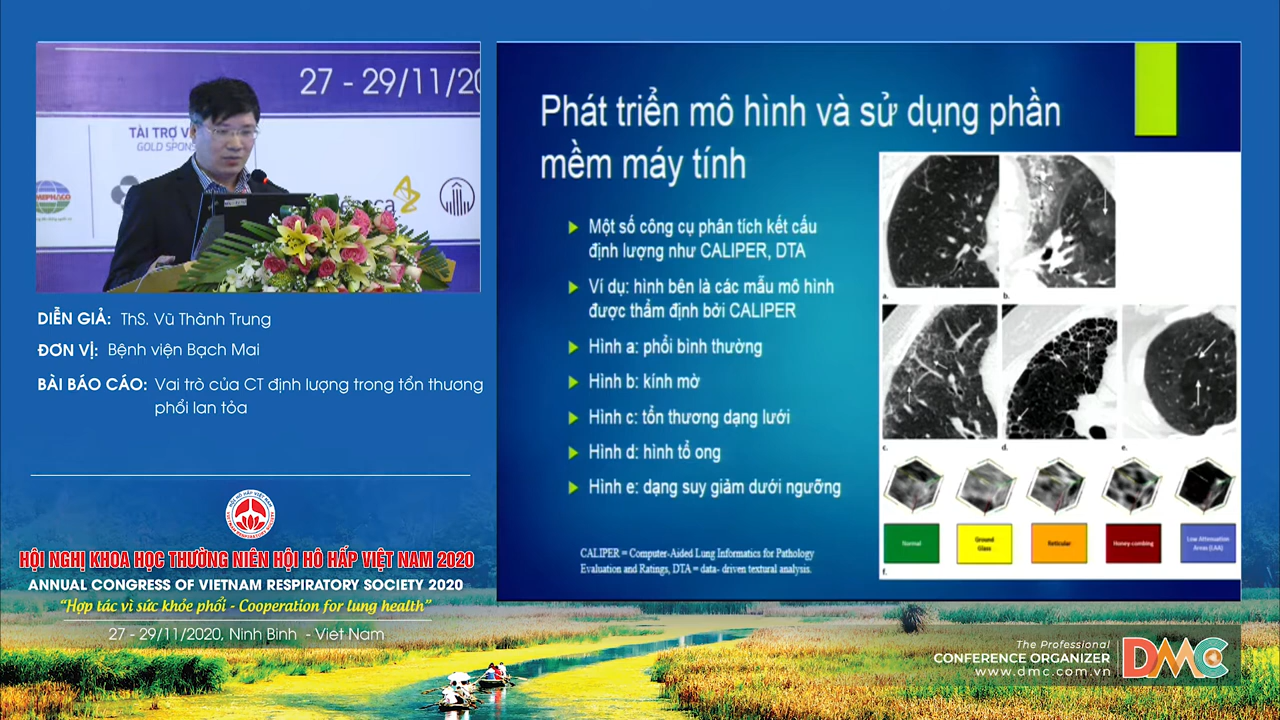 27 - 29/11/20
TÀI TRỢ V
GOLD SPONS
DIỄN GIẢ: ThS. Vũ Thành Trung
ĐƠN VỊ: Bệnh viện Bạch Mai
BÀI BÁO CÁO: Vai trò của CT định lượng trong tổn thương
phổi lan tỏa
HỘI NGHỊ KHOA HỌC THƯỜNG NIÊN HỘI HÔ HẤP VIỆT NAM 2020
ANNUAL CONGRESS OF VIETNAM RESPIRATORY SOCIETY 2020
“Hợp tác vì sức khỏe phổi - Cooperation for lung health”
27 - 29/11/2020, Ninh Bình - Viet Nam
Phát triển mô hình và sử dụng phần
mềm máy tính
Một số công cụ phân tích kết cấu
định lượng như CALIPER, DTA
Ví dụ: hình bên là các mẫu mô hình
được thẩm định bởi CALIPER
Hình a: phổi bình thường
Hình b: kính mờ
Hình c: tổn thương dạng lưới
Hình d: hình tổ ong
Hình e: dạng suy giảm dưới ngưỡng
CALIPER = Computer-Aided Lung Informatics for Pathology
Evaluation and Ratings, DTA = data- driven textural analysis.
a. b.
c. d. e.
Normal
Ground
Glass
Reticular
Honey-combing
Low Attenuation
Areas (LAA)
f.
The Professional
CONFERENCE ORGANIZER
www.dmc.com.vn
DMC